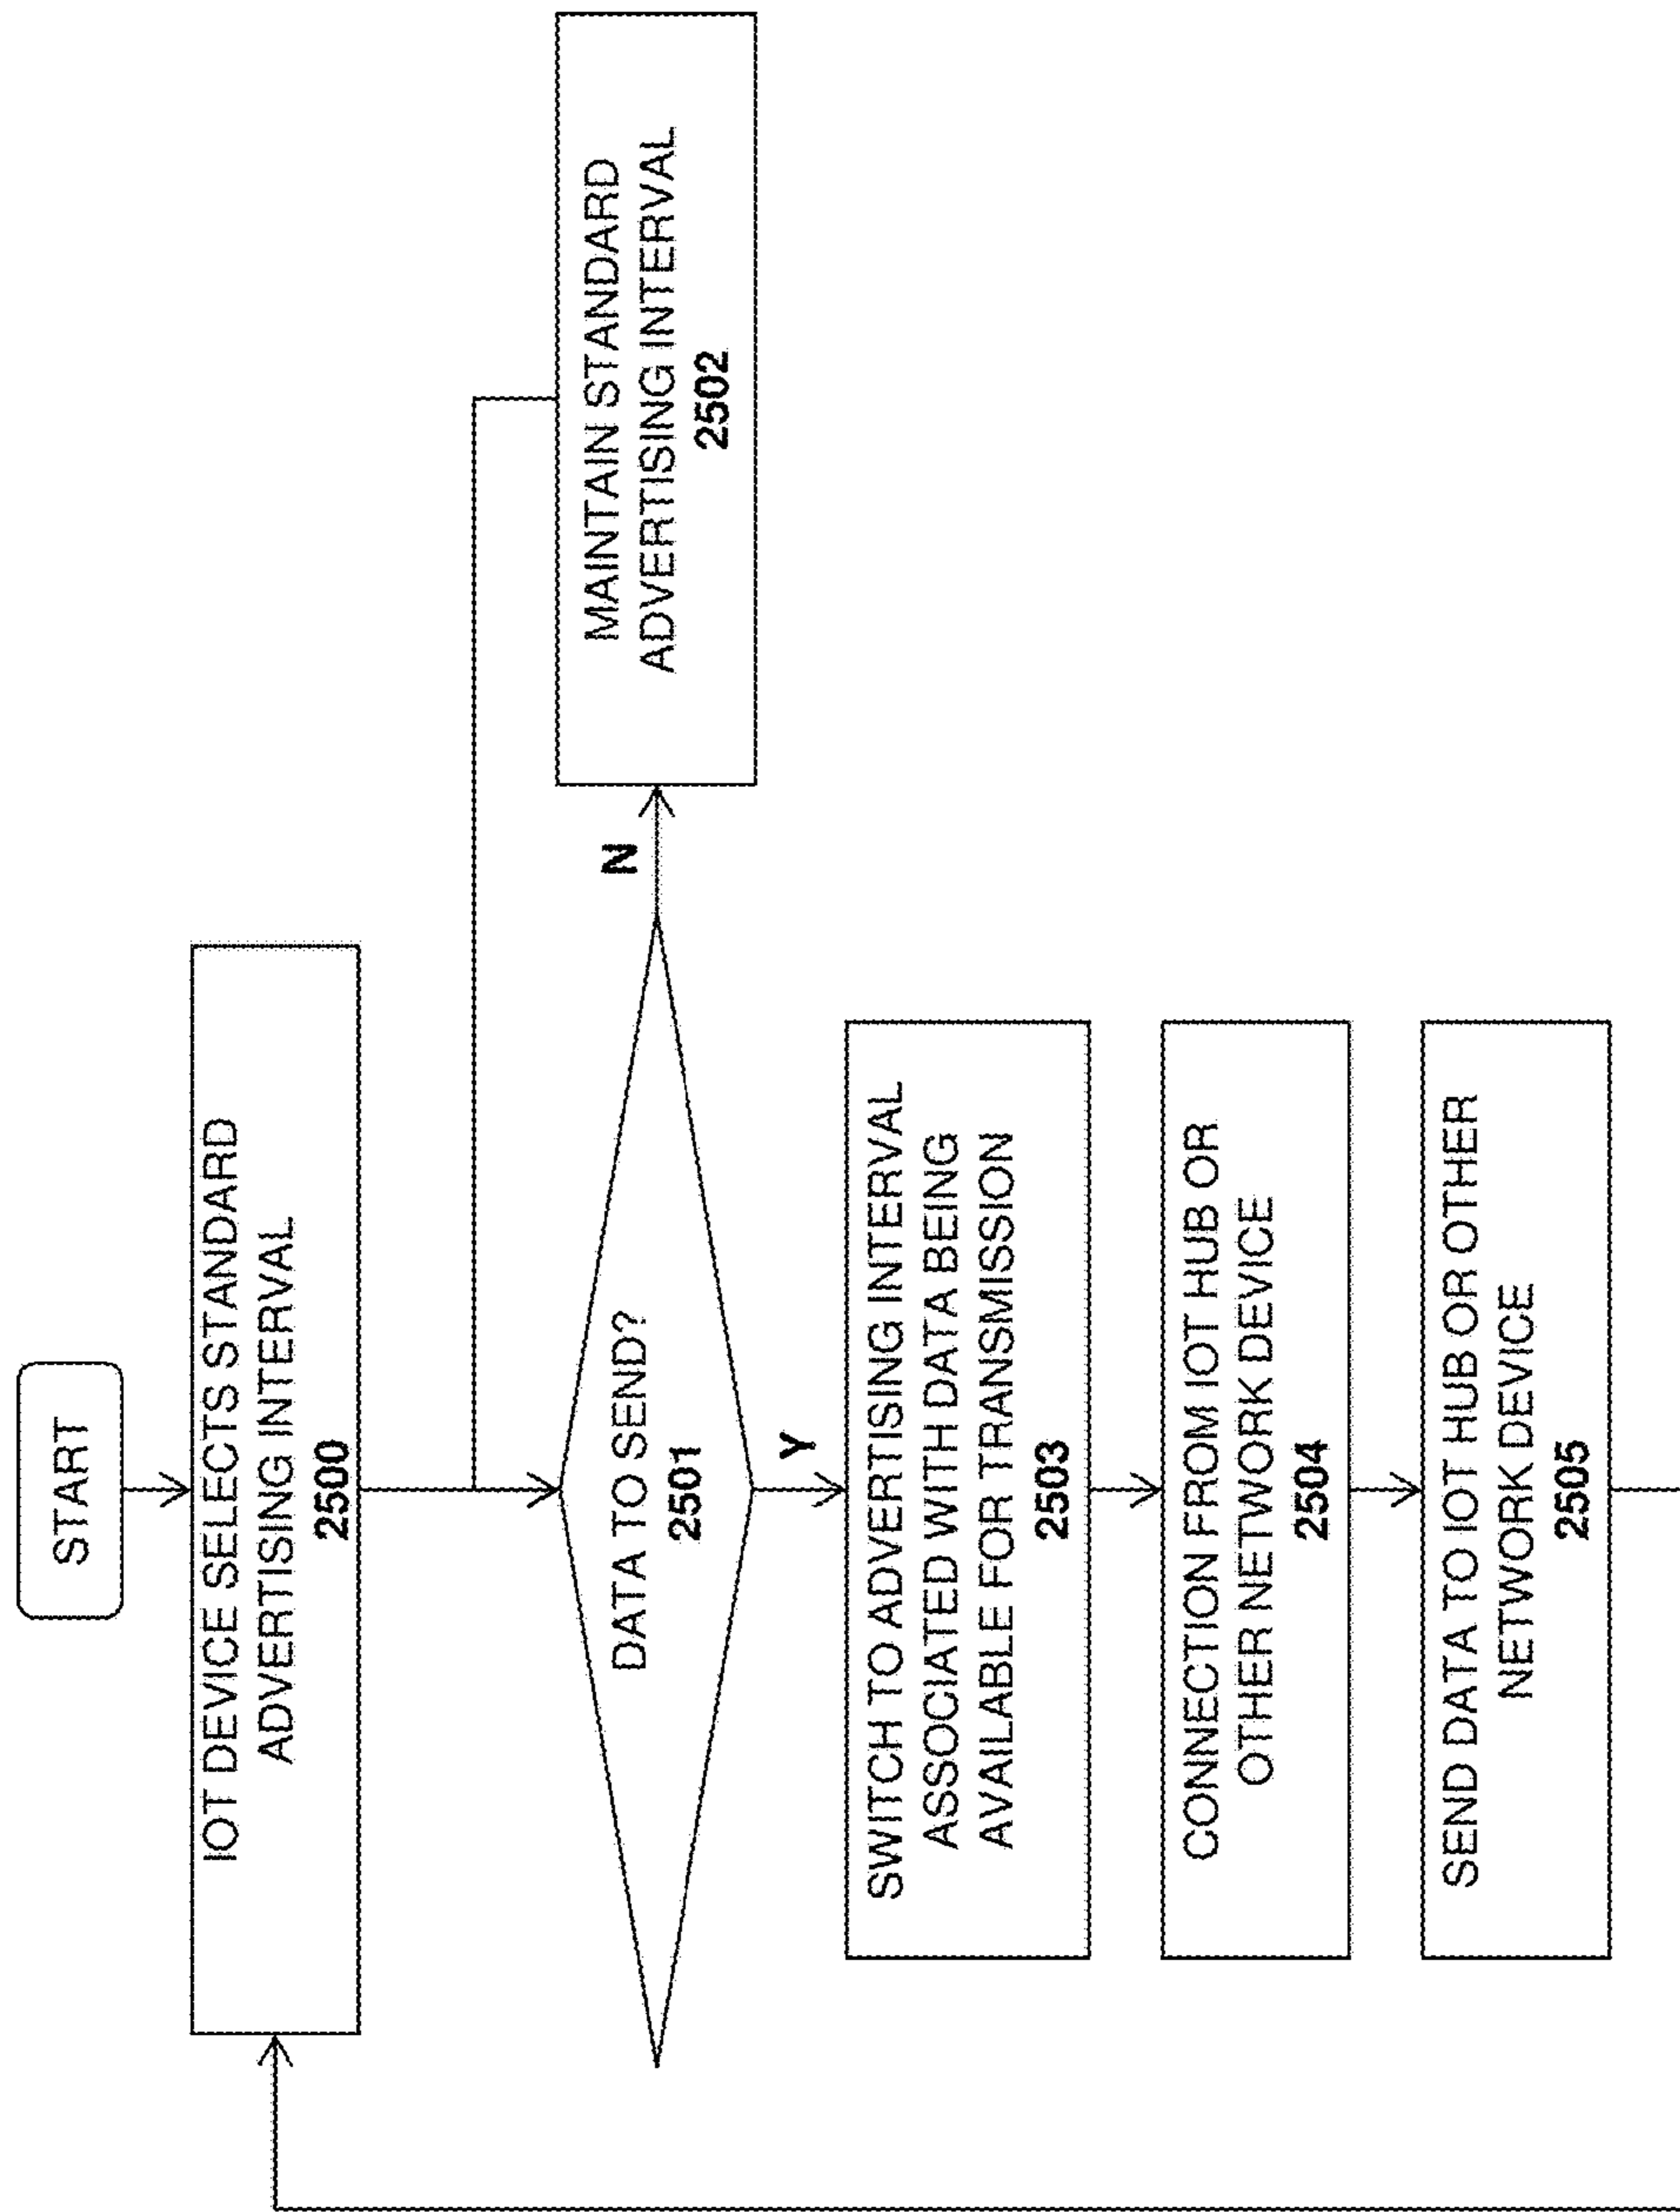 START
IOT DEVICE SELECTS STANDARD
ADVERTISING INTERVAL
2500
DATA TO SEND?
2501
N
MAINTAIN STANDARD
ADVERTISING INTERVAL
2502
Y
SWITCH TO ADVERTISING INTERVAL
ASSOCIATED WITH DATA BEING
AVAILABLE FOR TRANSMISSION
2503
CONNECTION FROM IOT HUB OR
OTHER NETWORK DEVICE
2504
SEND DATA TO IOT HUB OR OTHER
NETWORK DEVICE
2505